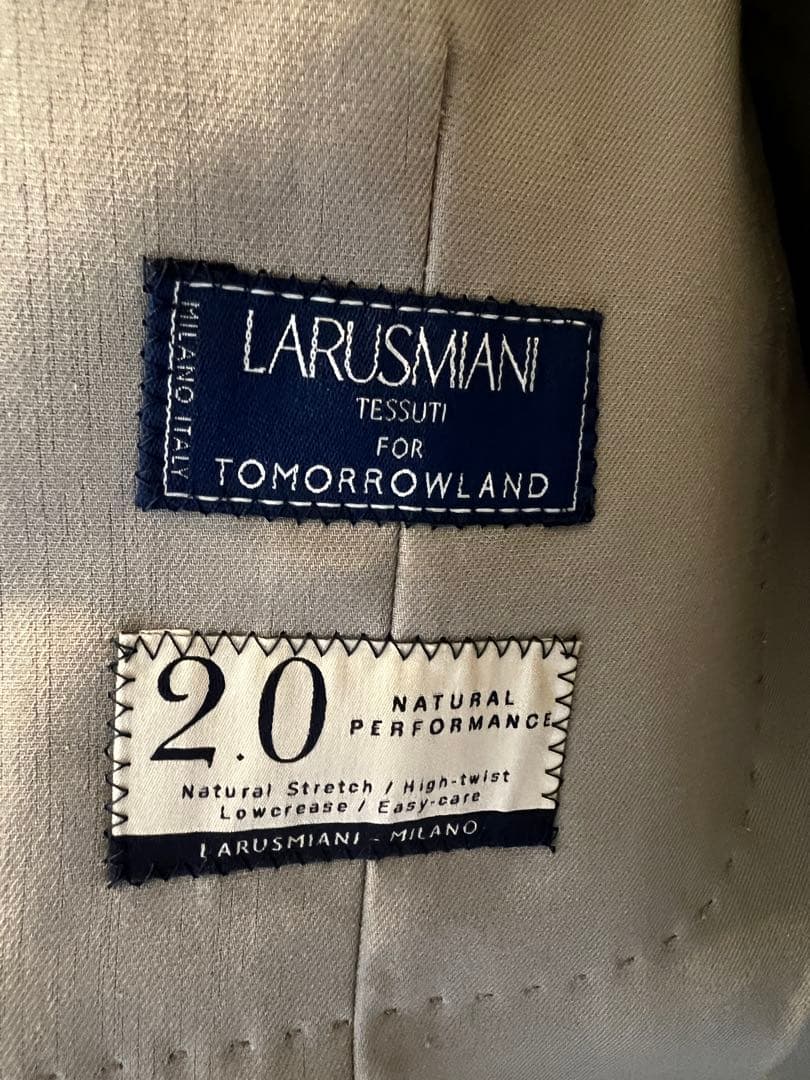 MILANO ITALY
LARUSMIANI
TESSUTI
FOR
TOMORROWLAND
2.0
NATURAL
PERFORMANCE
Natural Stretch / High-twist
Lowcrease / Easy-care
LARUSMIANI - MILANO